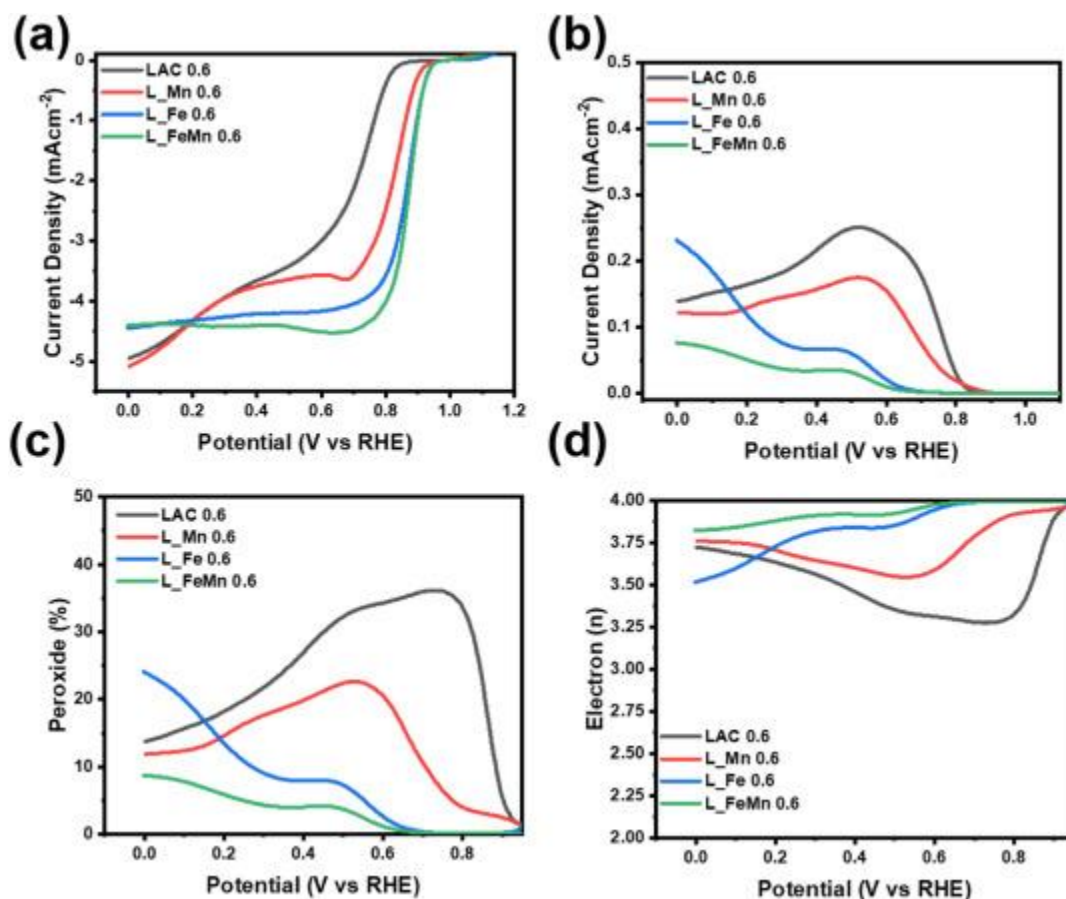 (a)
LAC 0.6
L_Mn 0.6
L_Fe 0.6
L_FeMn 0.6
0
-1
-2
-3
-4
-5
Current Density (mAcm⁻²)
0.0 0.2 0.4 0.6 0.8 1.0 1.2
Potential (V vs RHE)
(b)
LAC 0.6
L_Mn 0.6
L_Fe 0.6
L_FeMn 0.6
0.5
0.4
0.3
0.2
0.1
0.0
Current Density (mAcm⁻²)
0.0 0.2 0.4 0.6 0.8 1.0
Potential (V vs RHE)
(c)
LAC 0.6
L_Mn 0.6
L_Fe 0.6
L_FeMn 0.6
50
40
30
20
10
0
Peroxide (%)
0.0 0.2 0.4 0.6 0.8
Potential (V vs RHE)
(d)
4.00
3.75
3.50
3.25
3.00
2.75
2.50
2.25
2.00
Electron (n)
LAC 0.6
L_Mn 0.6
L_Fe 0.6
L_FeMn 0.6
0.0 0.2 0.4 0.6 0.8
Potential (V vs RHE)